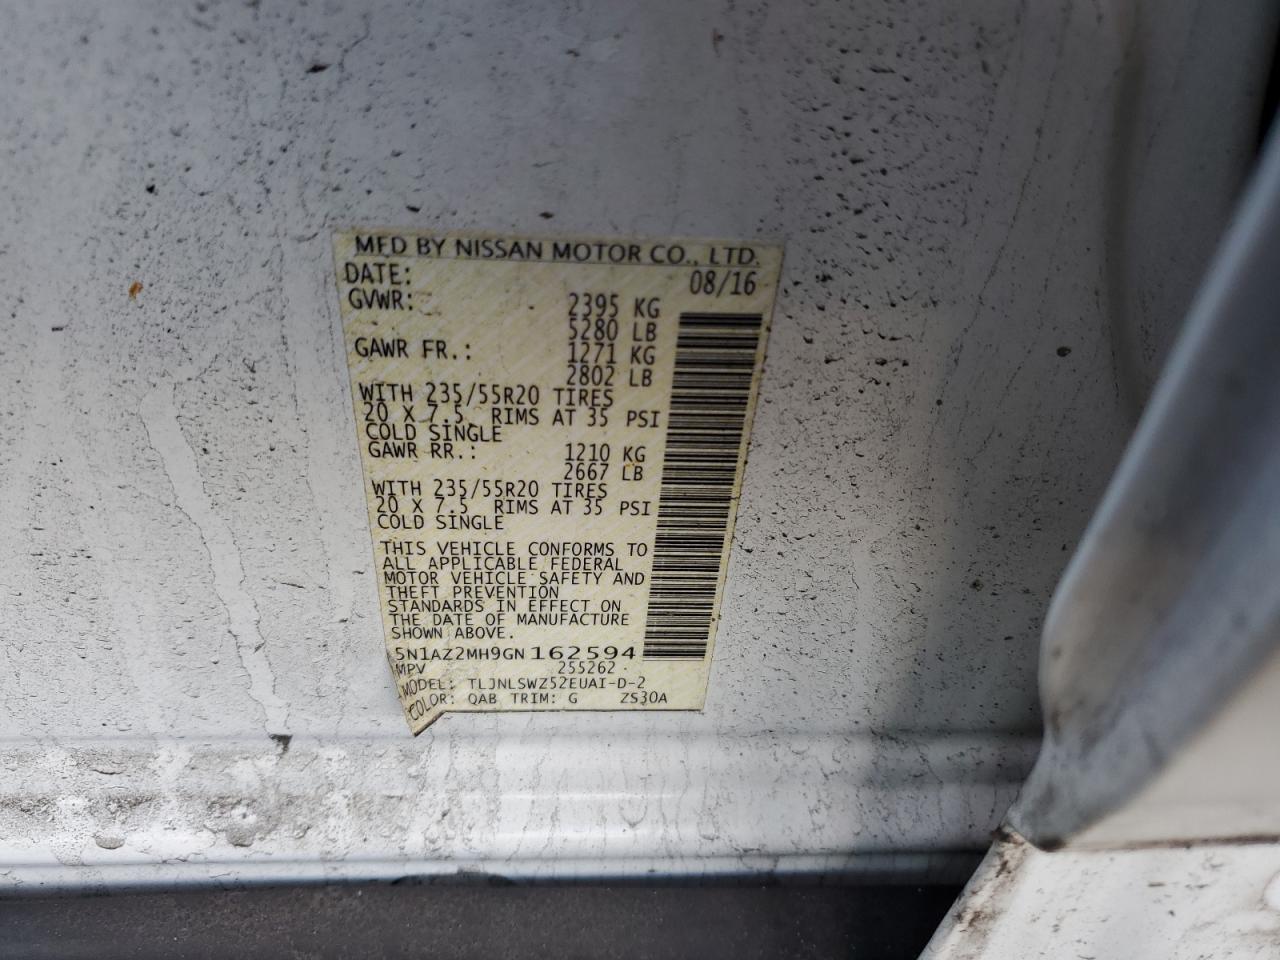 MFD BY NISSAN MOTOR CO., LTD.
DATE: 08/16
GVWR: 2395 KG
5280 LB
GAWR FR.: 1271 KG
2802 LB
WITH 235/55R20 TIRES
20 X 7.5 RIMS AT 35 PSI
COLD SINGLE
GAWR RR.: 1210 KG
2667 LB
WITH 235/55R20 TIRES
20 X 7.5 RIMS AT 35 PSI
COLD SINGLE
THIS VEHICLE CONFORMS TO
ALL APPLICABLE FEDERAL
MOTOR VEHICLE SAFETY AND
THEFT PREVENTION
STANDARDS IN EFFECT ON
THE DATE OF MANUFACTURE
SHOWN ABOVE.
5N1AZ2MH9GN162594
MPV 255262
MODEL: TLJNLSWZ52EUAI-D-2
COLOR: QAB TRIM: G ZS30A